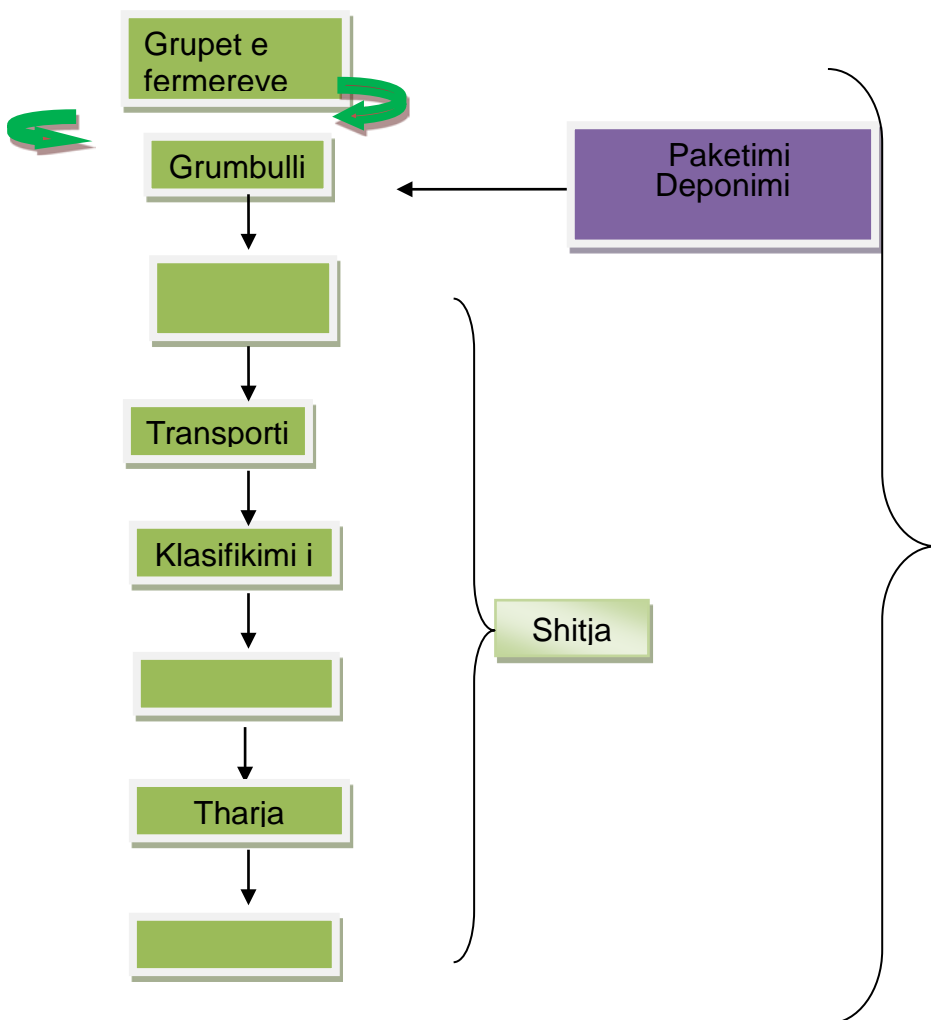 Grupet e
fermereve
Grumbulli
Paketimi
Deponimi
Transporti
Klasifikimi i
Shitja
Tharja